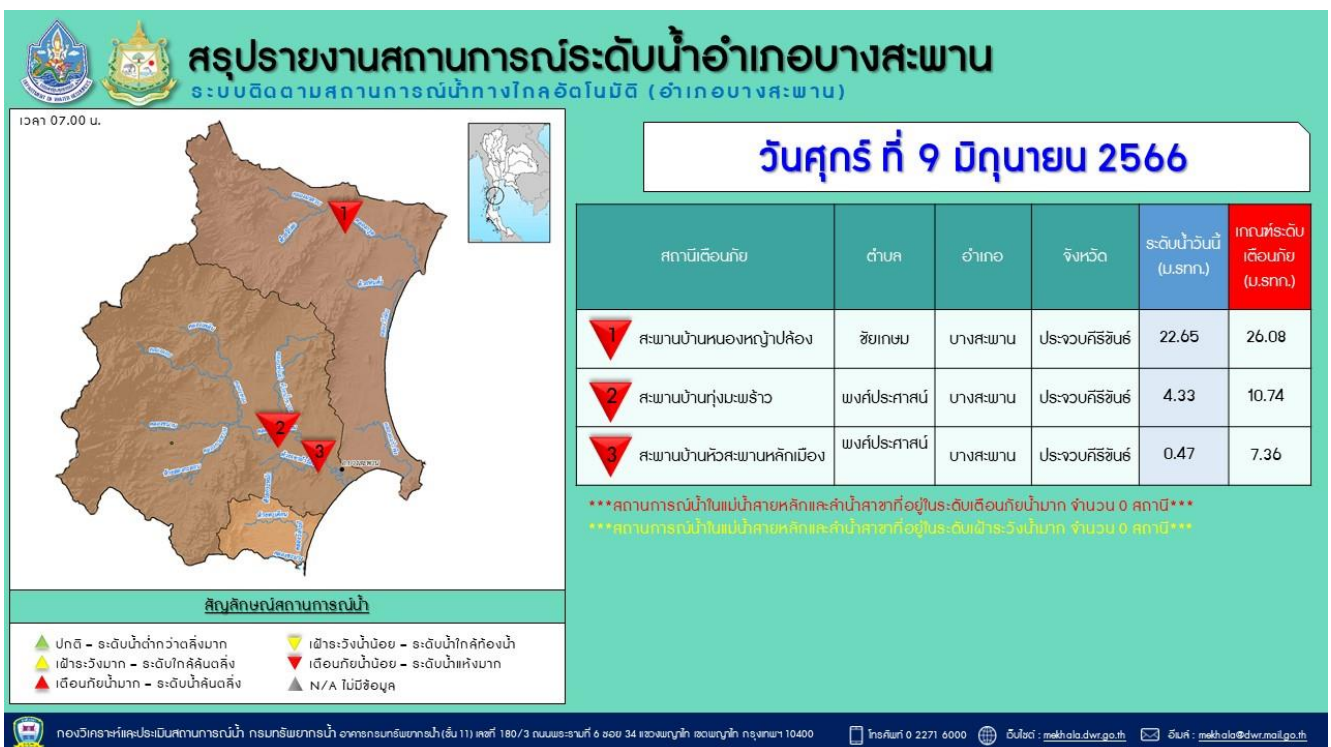 สรุปรายงานสถานการณ์ระดับน้ำอำเภอบางสะพาน
ระบบติดตามสถานการณ์น้ำทางไกลอัตโนมัติ (อำเภอบางสะพาน)
เวลา 07.00 น.
วันศุกร์ ที่ 9 มิถุนายน 2566
สถานีเตือนภัย ตำบล อำเภอ จังหวัด ระดับน้ำวันนี้ (ม.รทก.) เกณฑ์ระดับเตือนภัย (ม.รทก.)
1 สะพานบ้านหนองหญ้าปล้อง ชัยเกษม บางสะพาน ประจวบคีรีขันธ์ 22.65 26.08
2 สะพานบ้านทุ่งมะพร้าว พงศ์ประศาสน์ บางสะพาน ประจวบคีรีขันธ์ 4.33 10.74
3 สะพานบ้านหัวสะพานหลักเมือง พงศ์ประศาสน์ บางสะพาน ประจวบคีรีขันธ์ 0.47 7.36
***สถานการณ์น้ำในแม่น้ำสายหลักและลำน้ำสาขาที่อยู่ในระดับเตือนภัยน้ำมาก จำนวน 0 สถานี***
***สถานการณ์น้ำในแม่น้ำสายหลักและลำน้ำสาขาที่อยู่ในระดับเฝ้าระวังน้ำมาก จำนวน 0 สถานี***
1
2
3
สัญลักษณ์สถานการณ์น้ำ
ปกติ – ระดับน้ำต่ำกว่าตลิ่งมาก
เฝ้าระวังมาก – ระดับใกล้ล้นตลิ่ง
เตือนภัยน้ำมาก – ระดับน้ำล้นตลิ่ง
เฝ้าระวังน้ำน้อย – ระดับน้ำใกล้ท้องน้ำ
เตือนภัยน้ำน้อย – ระดับน้ำแห้งมาก
N/A ไม่มีข้อมูล
กองวิเคราะห์และประเมินสถานการณ์น้ำ กรมทรัพยากรน้ำ อาคารกรมทรัพยากรน้ำ (ชั้น 11) เลขที่ 180/3 ถนนพระรามที่ 6 ซอย 34 แขวงพญาไท เขตพญาไท กรุงเทพฯ 10400 โทรศัพท์ 0 2271 6000 เว็บไซต์ : mekhala.dwr.go.th อีเมล์ : mekhala@dwr.mail.go.th